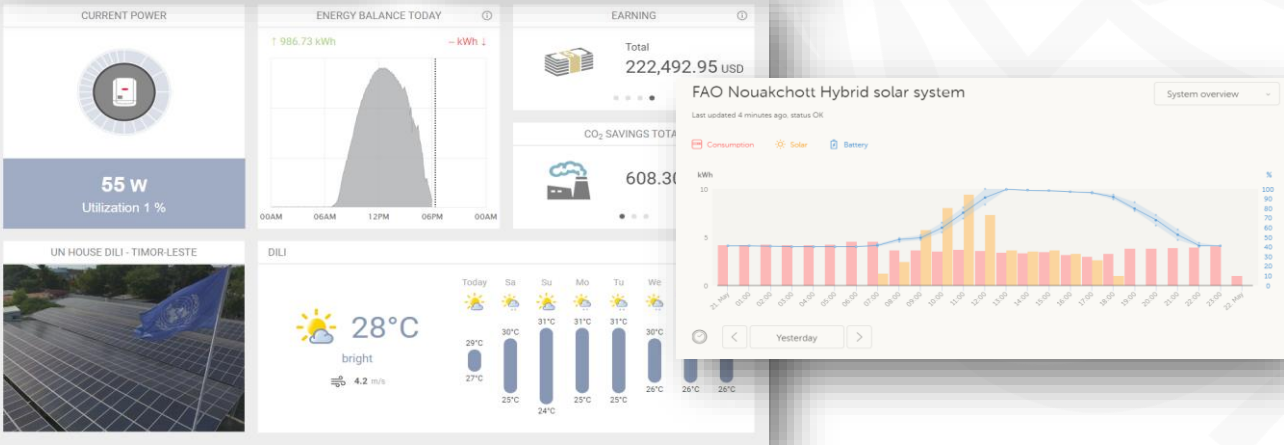 CURRENT POWER
55 W
Utilization 1 %
ENERGY BALANCE TODAY
↑ 986.73 kWh
– kWh ↓
00AM 06AM 12PM 06PM 00AM
EARNING
Total
222,492.95 USD
CO₂ SAVINGS TOTA
608.30
UN HOUSE DILI - TIMOR-LESTE
DILI
28°C
bright
4.2 m/s
Today Sa Su Mo Tu We
29°C 30°C 31°C 31°C 31°C 30°C
27°C 25°C 24°C 25°C 25°C 26°C 26°C 26°C
FAO Nouakchott Hybrid solar system
System overview
Last updated 4 minutes ago, status OK
Consumption Solar Battery
kWh
10
5
0
%
100
90
80
70
60
50
40
30
20
10
0
21. May 01:00 02:00 03:00 04:00 05:00 06:00 07:00 08:00 09:00 10:00 11:00 12:00 13:00 14:00 15:00 16:00 17:00 18:00 19:00 20:00 21:00 22:00 23:00 22. May
Yesterday